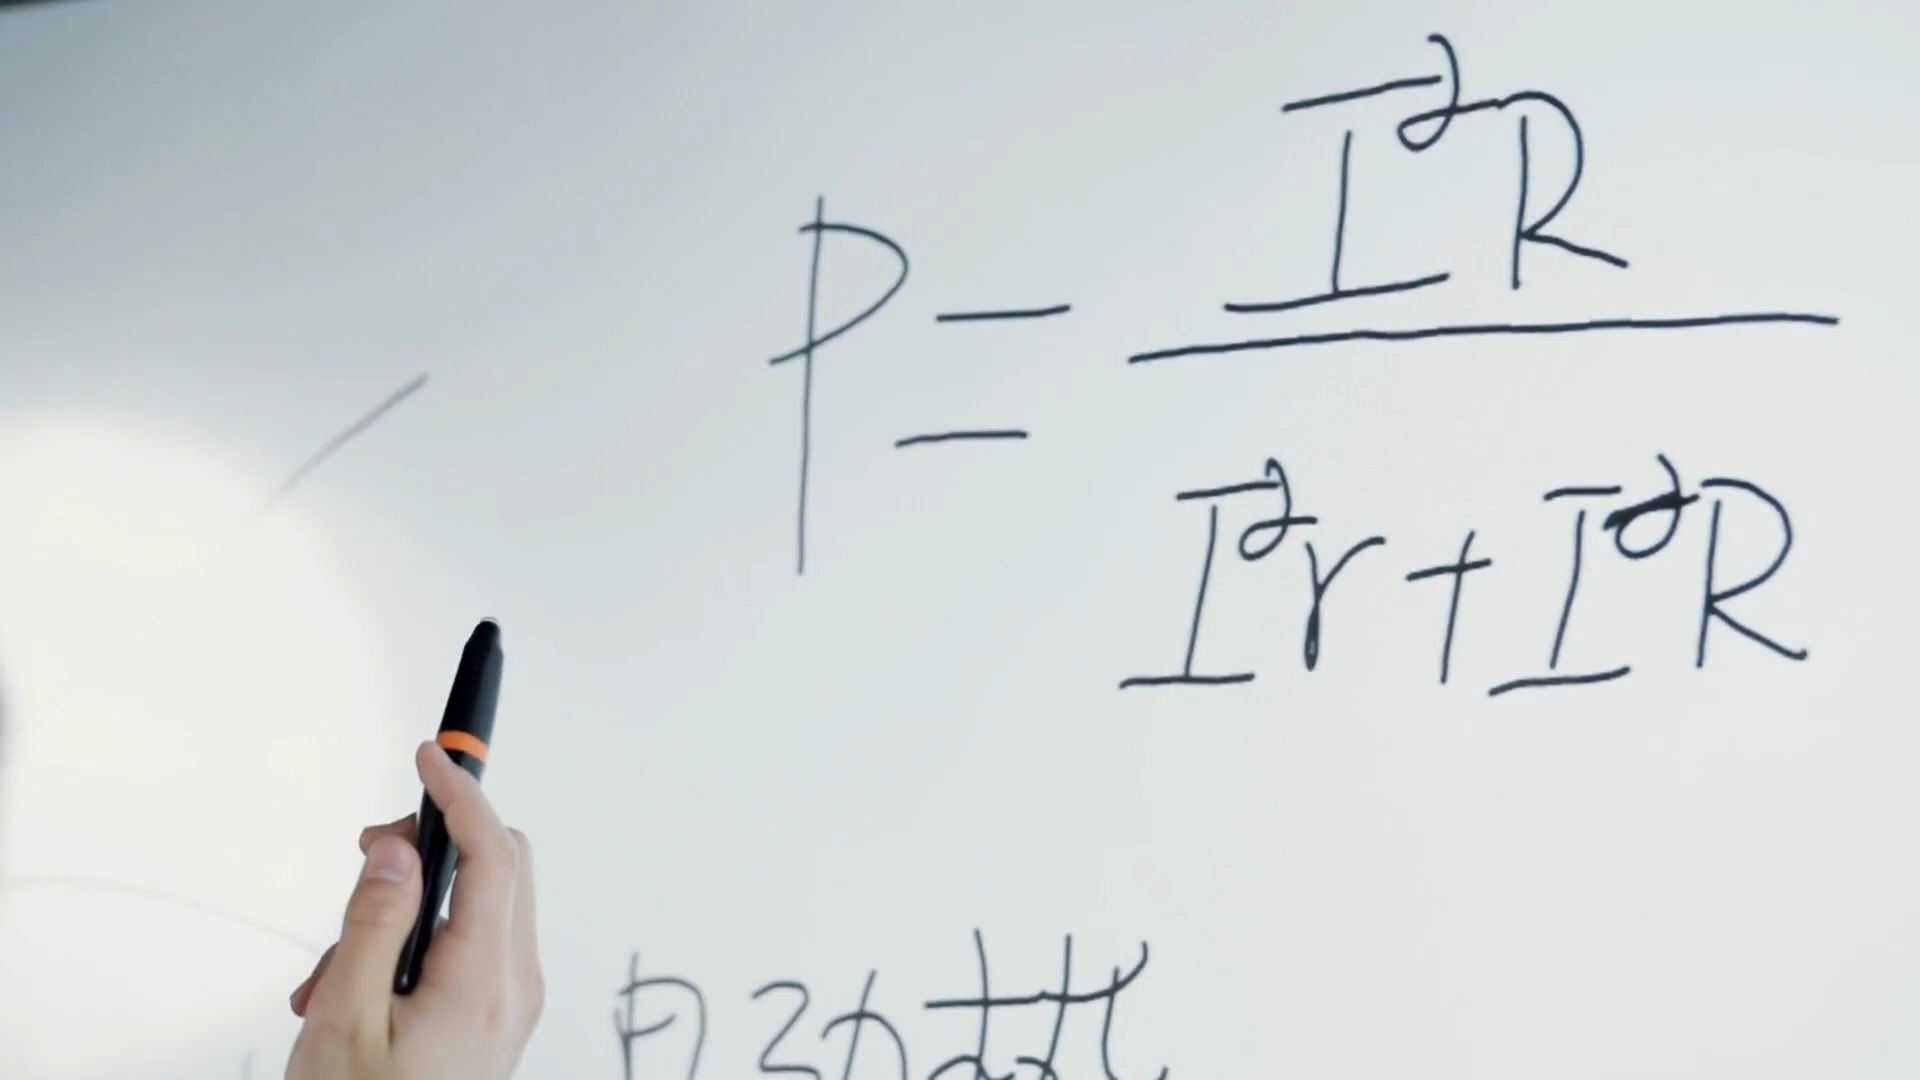 P = I²R / (I²r + I²R)